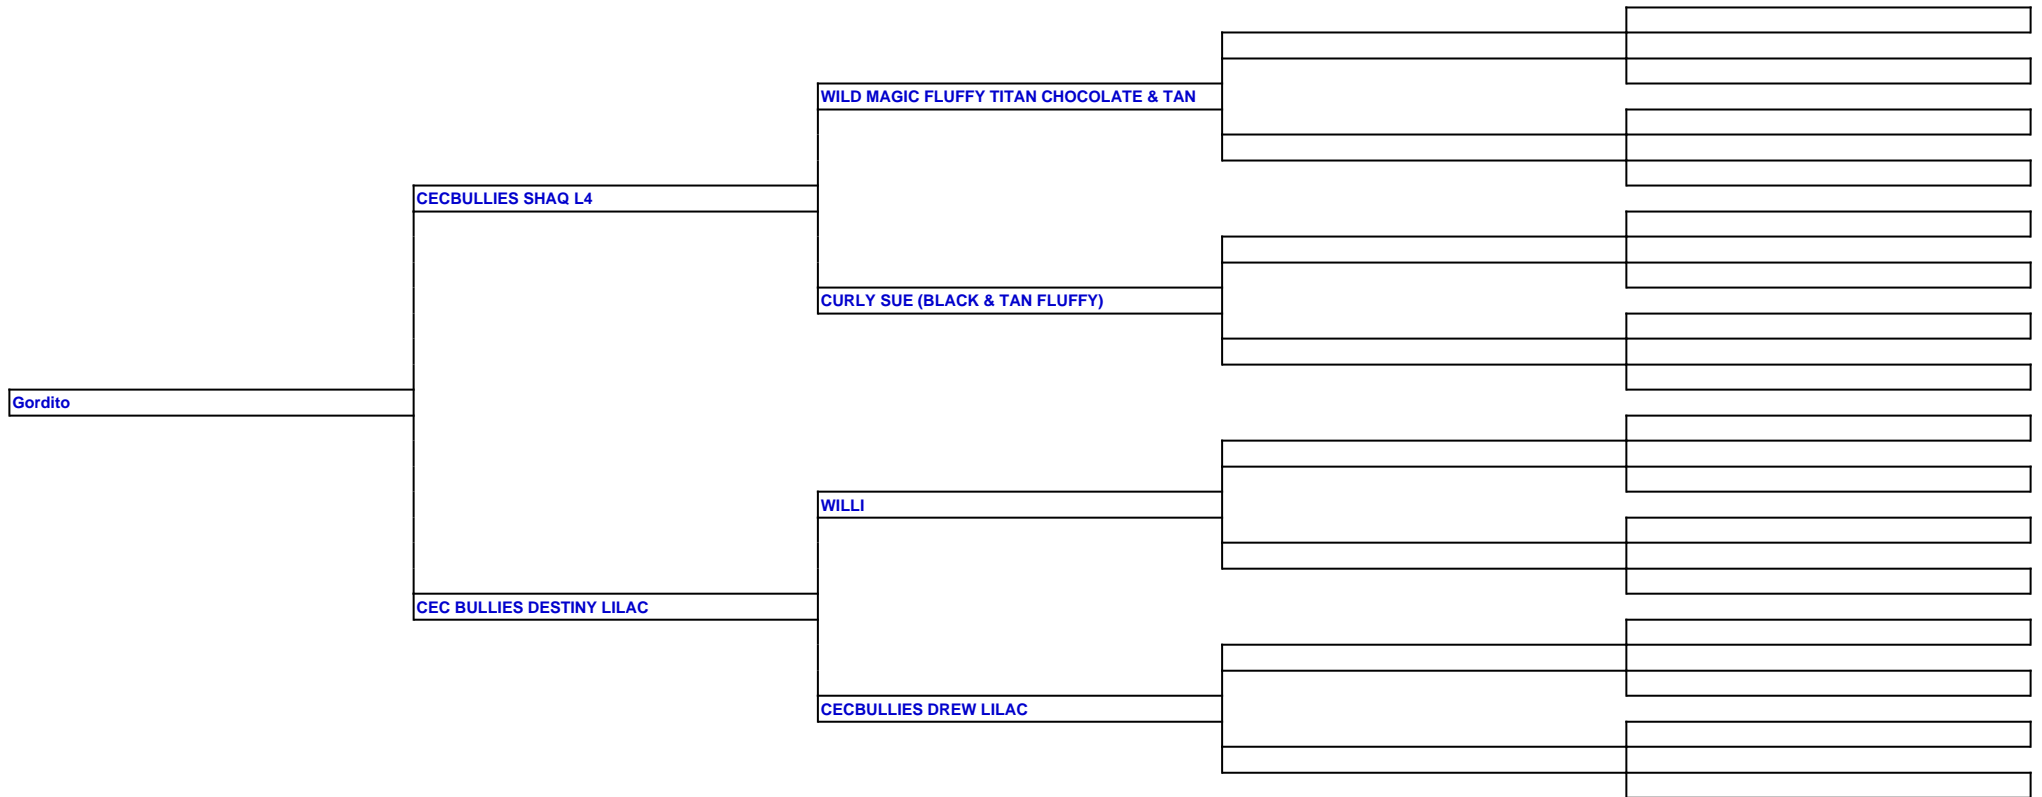 WILD MAGIC FLUFFY TITAN CHOCOLATE & TAN
CECBULLIES SHAQ L4
CURLY SUE (BLACK & TAN FLUFFY)
Gordito
WILLI
CEC BULLIES DESTINY LILAC
CECBULLIES DREW LILAC